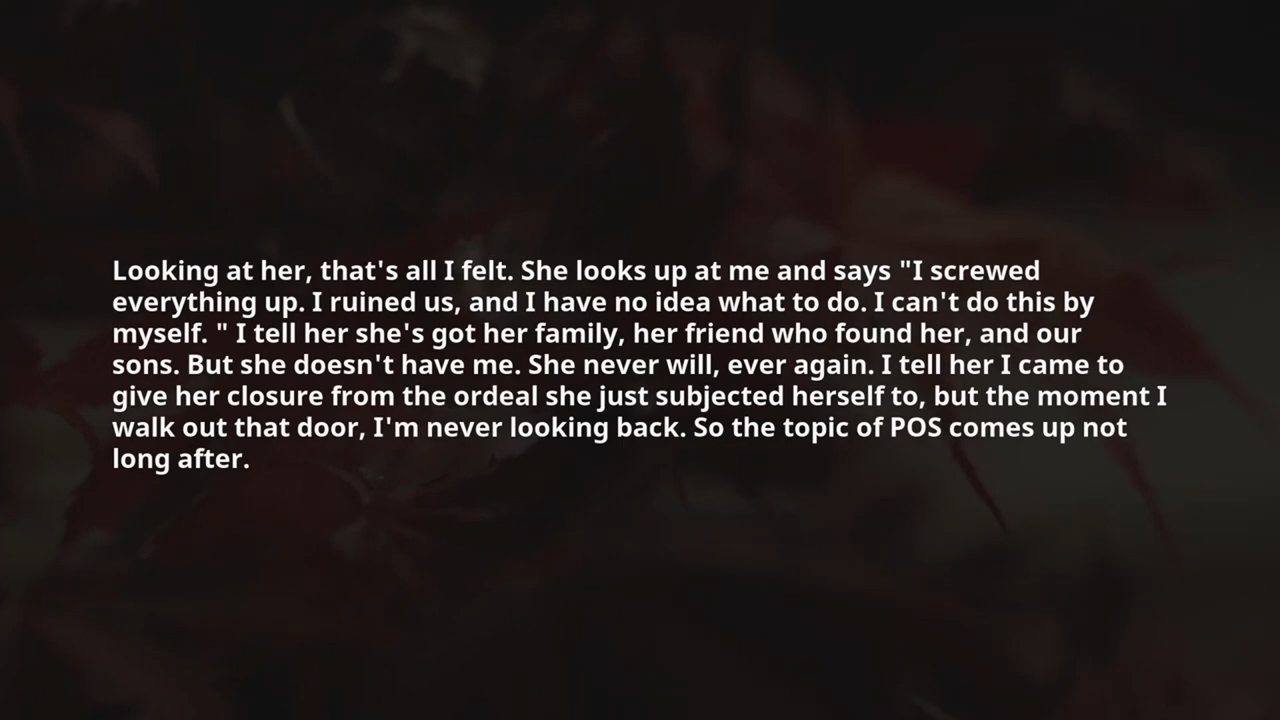 Looking at her, that's all I felt. She looks up at me and says "I screwed
everything up. I ruined us, and I have no idea what to do. I can't do this by
myself. " I tell her she's got her family, her friend who found her, and our
sons. But she doesn't have me. She never will, ever again. I tell her I came to
give her closure from the ordeal she just subjected herself to, but the moment I
walk out that door, I'm never looking back. So the topic of POS comes up not
long after.